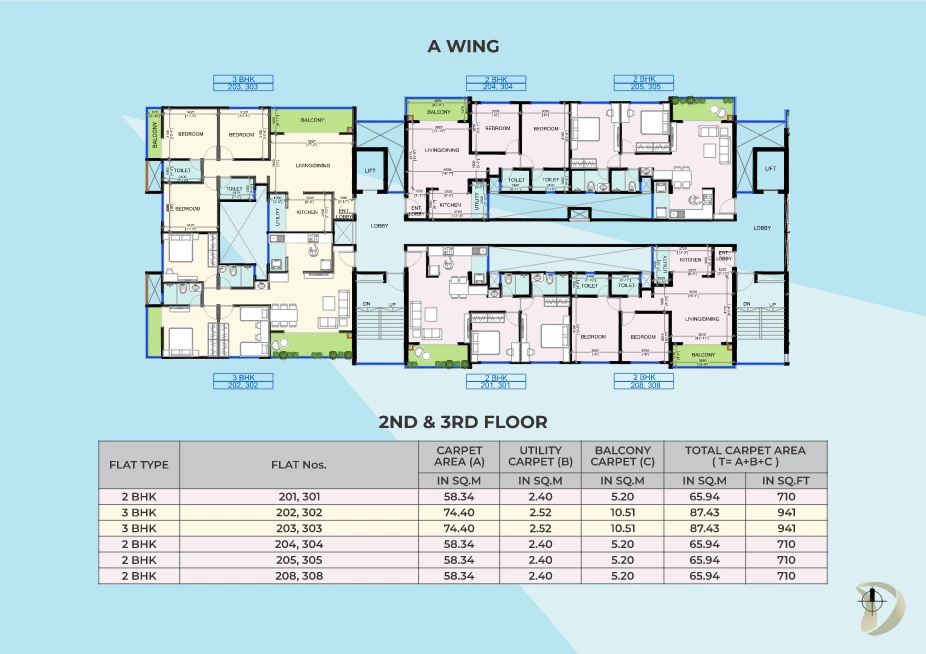 A WING
3 BHK
203, 303
2 BHK
204, 304
2 BHK
205, 305
BALCONY
BEDROOM
BEDROOM
BALCONY
LIVING/DINING
TOILET
TOILET
BEDROOM
UTILITY
KITCHEN
ENT.
LOBBY
LIFT
LOBBY
BALCONY
BEDROOM
BEDROOM
LIVING/DINING
TOILET
TOILET
ENT.
LOBBY
KITCHEN
UTILITY
LIFT
LOBBY
UTILITY
KITCHEN
ENT
LOBBY
TOILET
TOILET
DN
UP
LIVING/DINING
BEDROOM
BEDROOM
BALCONY
DN
UP
3 BHK
202, 302
2 BHK
201, 301
2 BHK
208, 308
2ND & 3RD FLOOR
FLAT TYPE FLAT Nos. CARPET AREA (A) UTILITY CARPET (B) BALCONY CARPET (C) TOTAL CARPET AREA ( T= A+B+C )
IN SQ.M IN SQ.M IN SQ.M IN SQ.M IN SQ.FT
2 BHK 201, 301 58.34 2.40 5.20 65.94 710
3 BHK 202, 302 74.40 2.52 10.51 87.43 941
3 BHK 203, 303 74.40 2.52 10.51 87.43 941
2 BHK 204, 304 58.34 2.40 5.20 65.94 710
2 BHK 205, 305 58.34 2.40 5.20 65.94 710
2 BHK 208, 308 58.34 2.40 5.20 65.94 710